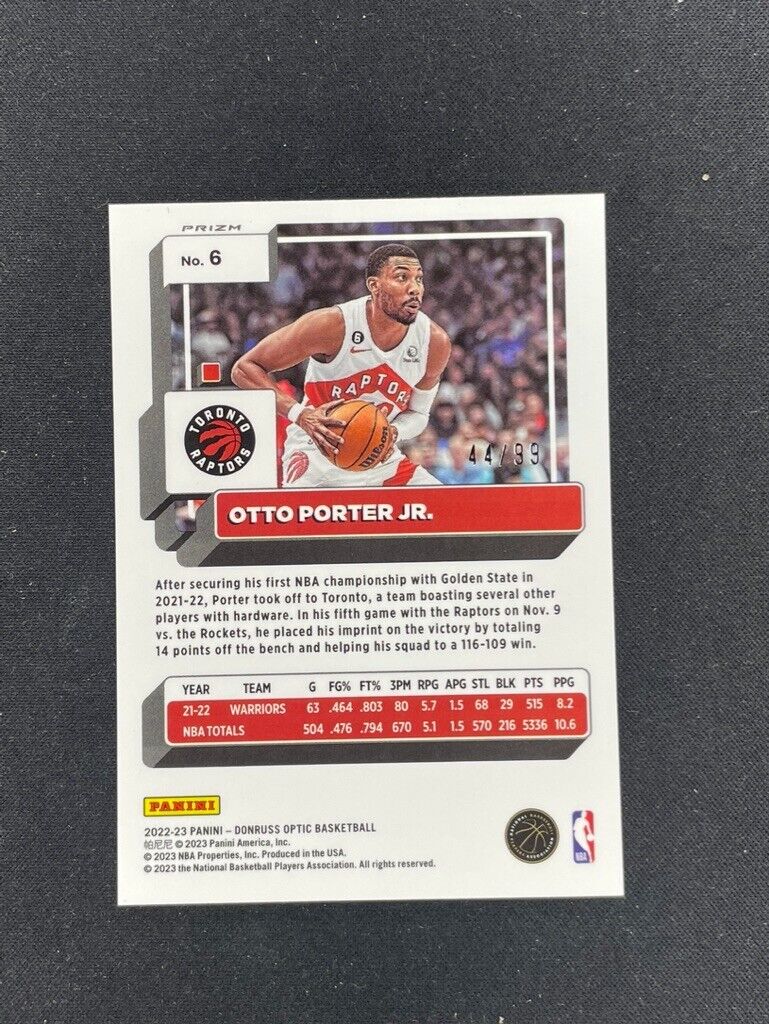 PRIZM
No. 6
6
RAPTORS
Wilson
TORONTO
RAPTORS
44/99
OTTO PORTER JR.
After securing his first NBA championship with Golden State in
2021-22, Porter took off to Toronto, a team boasting several other
players with hardware. In his fifth game with the Raptors on Nov. 9
vs. the Rockets, he placed his imprint on the victory by totaling
14 points off the bench and helping his squad to a 116-109 win.
YEAR TEAM G FG% FT% 3PM RPG APG STL BLK PTS PPG
21-22 WARRIORS 63 .464 .803 80 5.7 1.5 68 29 515 8.2
NBA TOTALS 504 .476 .794 670 5.1 1.5 570 216 5336 10.6
PANINI
2022-23 PANINI – DONRUSS OPTIC BASKETBALL
帕尼尼 © 2023 Panini America, Inc.
© 2023 NBA Properties, Inc. Produced in the USA.
© 2023 the National Basketball Players Association. All rights reserved.
NATIONAL BASKETBALL
PLAYERS ASSOCIATION
NBA